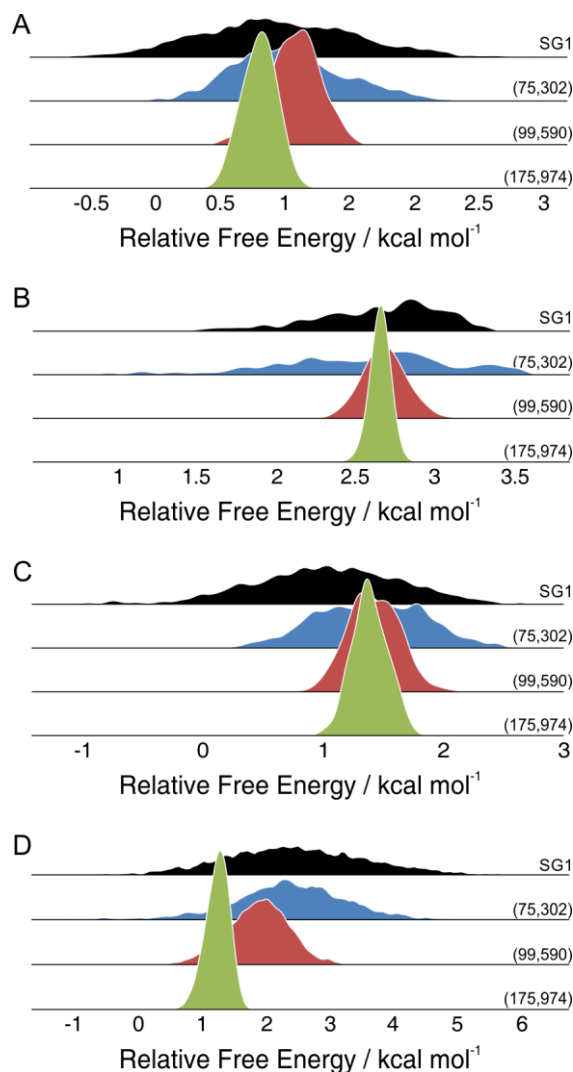 A
SG1
(75,302)
(99,590)
(175,974)
-0.5 0 0.5 1 2 2.5 2.5 3
Relative Free Energy / kcal mol-1
B
SG1
(75,302)
(99,590)
(175,974)
1 1.5 2 2.5 3 3.5
Relative Free Energy / kcal mol-1
C
SG1
(75,302)
(99,590)
(175,974)
-1 0 1 2 3
Relative Free Energy / kcal mol-1
D
SG1
(75,302)
(99,590)
(175,974)
-1 0 1 2 3 4 5 6
Relative Free Energy / kcal mol-1